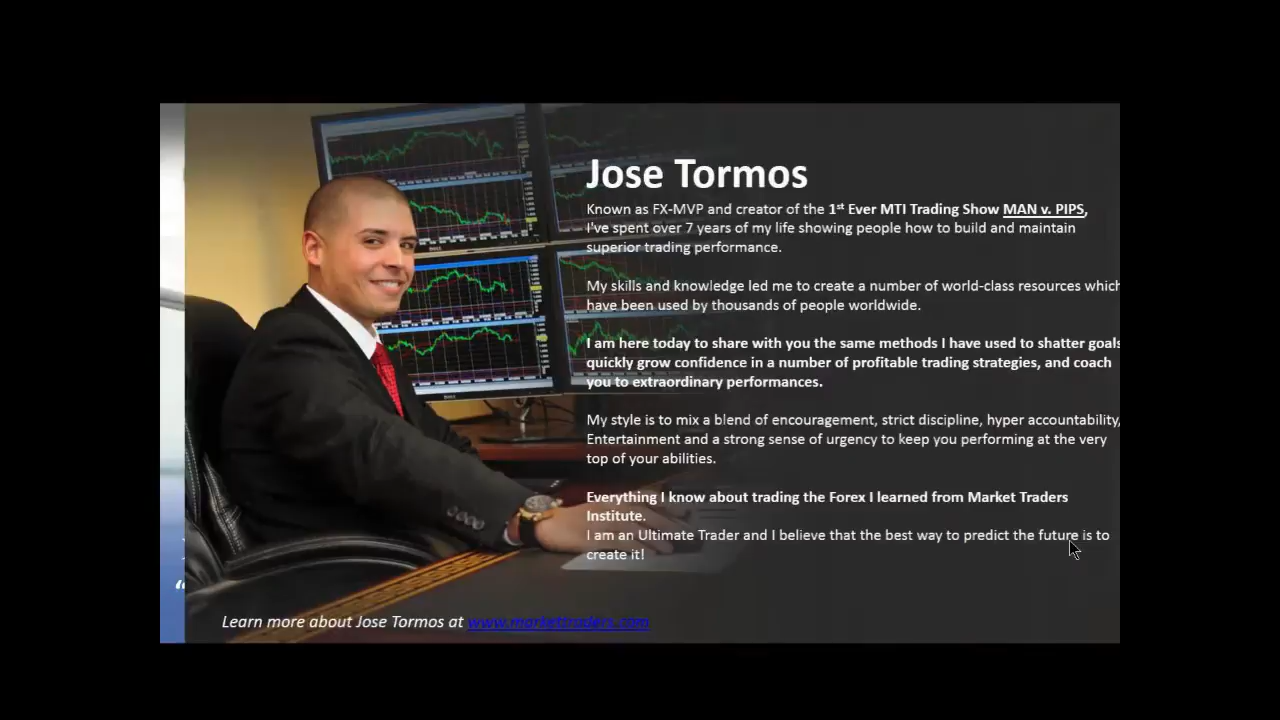 Jose Tormos
Known as FX-MVP and creator of the 1st Ever MTI Trading Show MAN v. PIPS,
I've spent over 7 years of my life showing people how to build and maintain
superior trading performance.
My skills and knowledge led me to create a number of world-class resources which
have been used by thousands of people worldwide.
I am here today to share with you the same methods I have used to shatter goals
quickly grow confidence in a number of profitable trading strategies, and coach
you to extraordinary performances.
My style is to mix a blend of encouragement, strict discipline, hyper accountability,
Entertainment and a strong sense of urgency to keep you performing at the very
top of your abilities.
Everything I know about trading the Forex I learned from Market Traders
Institute.
I am an Ultimate Trader and I believe that the best way to predict the future is to
create it!
“
Learn more about Jose Tormos at www.markettraders.com